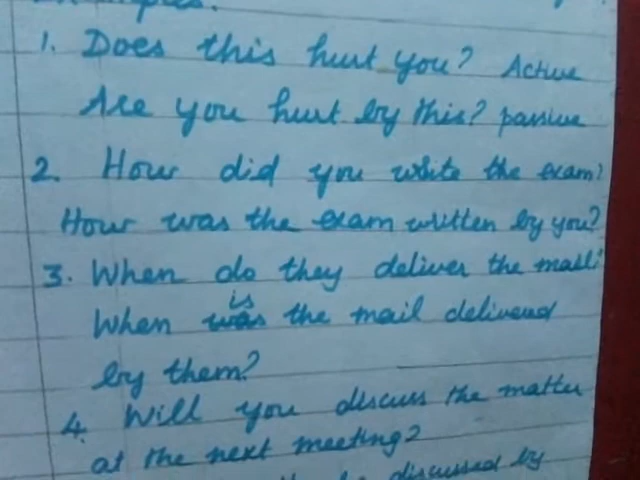 Examples.
1. Does this hurt you? Active
Are you hurt by this? passive
2. How did you write the exam?
How was the exam written by you?
3. When do they deliver the mail?
is
When was the mail delivered
by them?
4. Will you discuss the matter
at the next meeting?
be discussed by